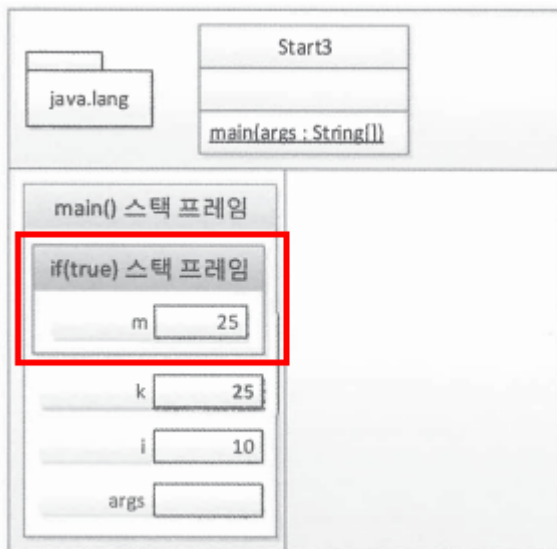 Start3
java.lang
main(args : String[])
main() 스택 프레임
if(true) 스택 프레임
m 25
k 25
i 10
args